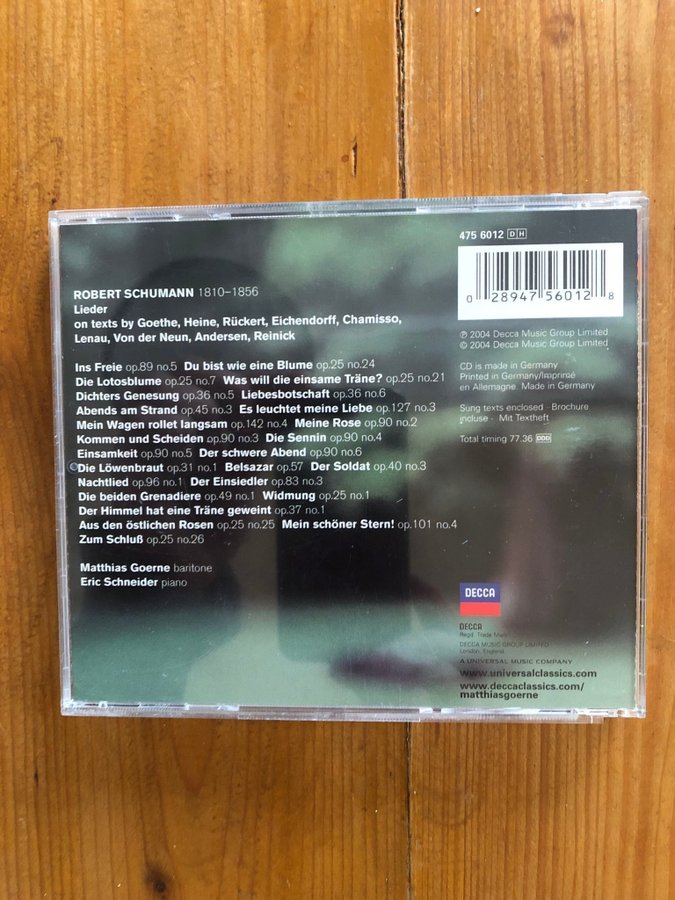 475 6012 DH
0 28947 56012 8
ROBERT SCHUMANN 1810–1856
Lieder
on texts by Goethe, Heine, Rückert, Eichendorff, Chamisso,
Lenau, Von der Neun, Andersen, Reinick
Ins Freie op.89 no.5 Du bist wie eine Blume op.25 no.24
Die Lotosblume op.25 no.7 Was will die einsame Träne? op.25 no.21
Dichters Genesung op.36 no.5 Liebesbotschaft op.36 no.6
Abends am Strand op.45 no.3 Es leuchtet meine Liebe op.127 no.3
Mein Wagen rollet langsam op.142 no.4 Meine Rose op.90 no.2
Kommen und Scheiden op.90 no.3 Die Sennin op.90 no.4
Einsamkeit op.90 no.5 Der schwere Abend op.90 no.6
Die Löwenbraut op.31 no.1 Belsazar op.57 Der Soldat op.40 no.3
Nachtlied op.96 no.1 Der Einsiedler op.83 no.3
Die beiden Grenadiere op.49 no.1 Widmung op.25 no.1
Der Himmel hat eine Träne geweint op.37 no.1
Aus den östlichen Rosen op.25 no.25 Mein schöner Stern! op.101 no.4
Zum Schluß op.25 no.26
Matthias Goerne baritone
Eric Schneider piano
℗ 2004 Decca Music Group Limited
© 2004 Decca Music Group Limited
CD is made in Germany
Printed in Germany/Imprimé
en Allemagne. Made in Germany
Sung texts enclosed · Brochure
incluse · Mit Textheft
Total timing 77.36 DDD
DECCA
DECCA
Regd. Trade Mark
DECCA MUSIC GROUP LIMITED
London, England
A UNIVERSAL MUSIC COMPANY
www.universalclassics.com
www.deccaclassics.com/
matthiasgoerne